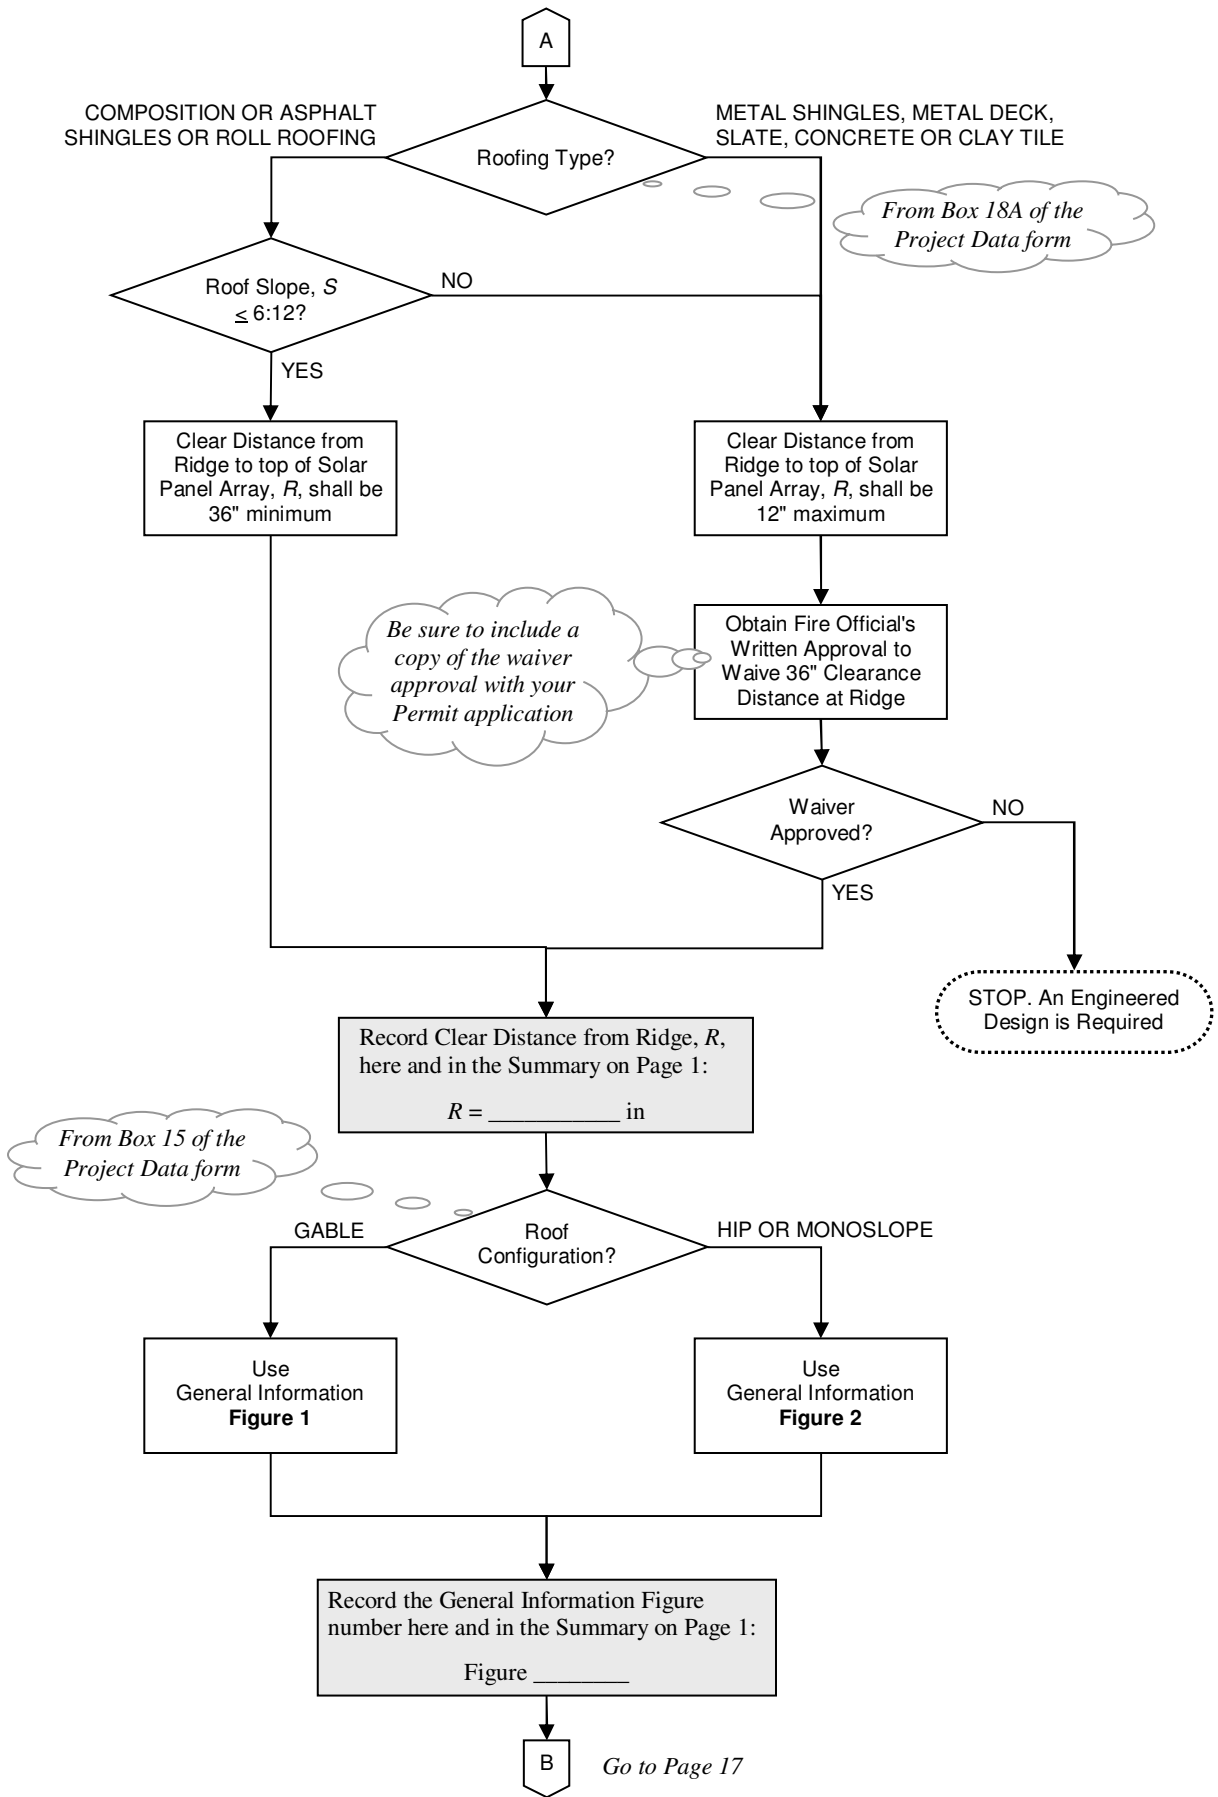 A
COMPOSITION OR ASPHALT
SHINGLES OR ROLL ROOFING
METAL SHINGLES, METAL DECK,
SLATE, CONCRETE OR CLAY TILE
Roofing Type?
From Box 18A of the
Project Data form
Roof Slope, S
≤ 6:12?
NO
YES
Clear Distance from
Ridge to top of Solar
Panel Array, R, shall be
36" minimum
Clear Distance from
Ridge to top of Solar
Panel Array, R, shall be
12" maximum
Be sure to include a
copy of the waiver
approval with your
Permit application
Obtain Fire Official's
Written Approval to
Waive 36" Clearance
Distance at Ridge
Waiver
Approved?
NO
YES
STOP. An Engineered
Design is Required
Record Clear Distance from Ridge, R,
here and in the Summary on Page 1:
R = ___________ in
From Box 15 of the
Project Data form
GABLE
Roof
Configuration?
HIP OR MONOSLOPE
Use
General Information
Figure 1
Use
General Information
Figure 2
Record the General Information Figure
number here and in the Summary on Page 1:
Figure ________
B
Go to Page 17